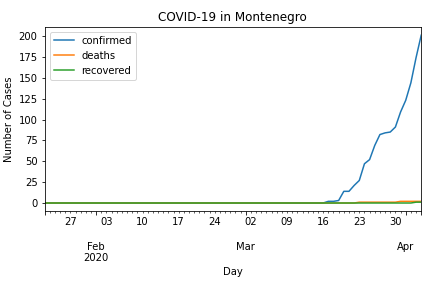 COVID-19 in Montenegro
confirmed
deaths
recovered
Number of Cases
200
175
150
125
100
75
50
25
0
27 03 10 17 24 02 09 16 23 30
Feb Mar Apr
2020
Day